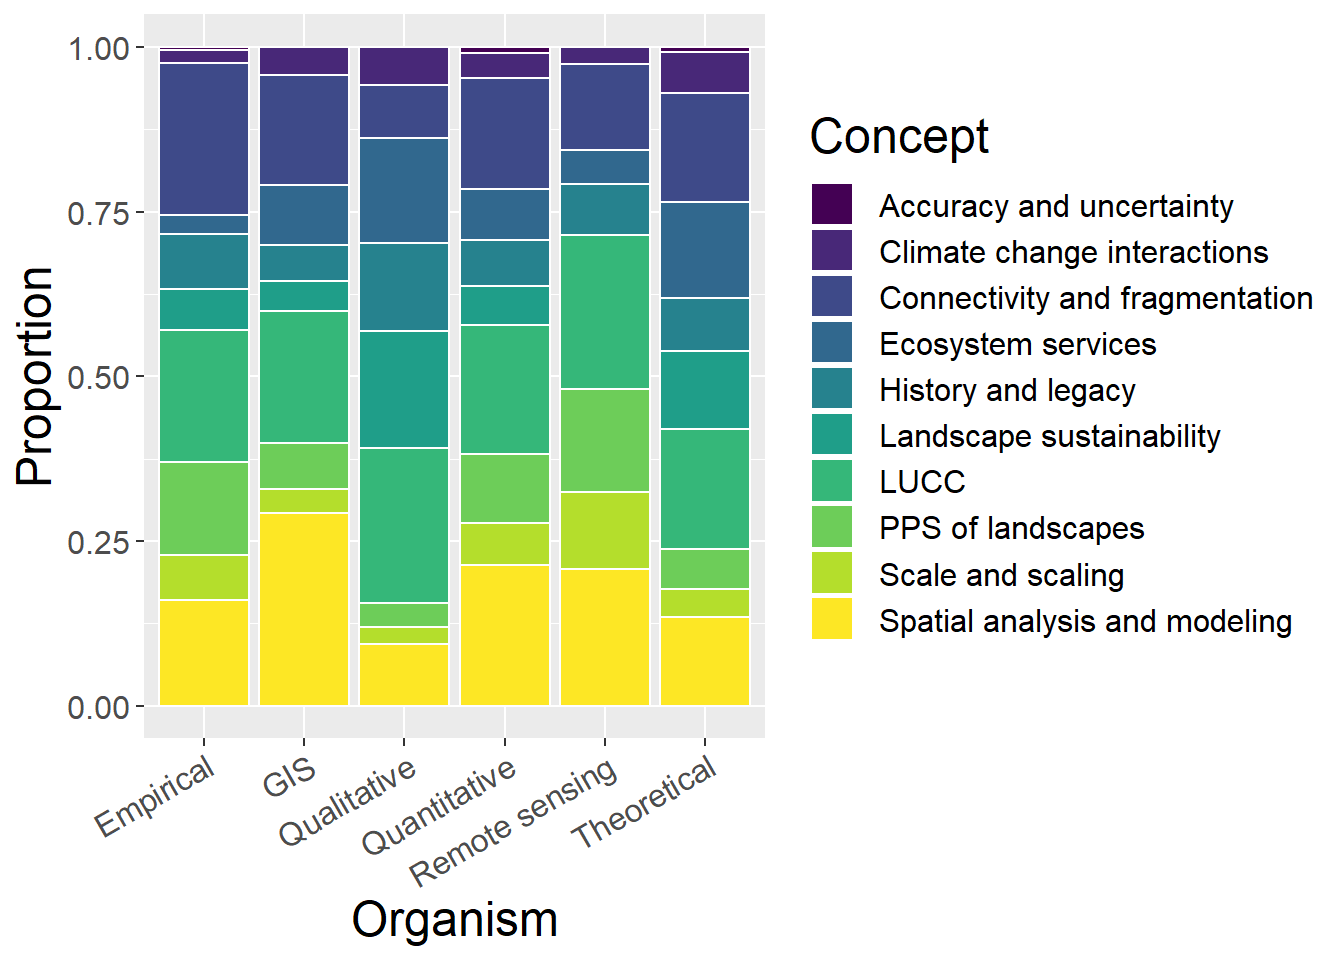 1.00
0.75
0.50
0.25
0.00
Proportion
Empirical
GIS
Qualitative
Quantitative
Remote sensing
Theoretical
Organism
Concept
Accuracy and uncertainty
Climate change interactions
Connectivity and fragmentation
Ecosystem services
History and legacy
Landscape sustainability
LUCC
PPS of landscapes
Scale and scaling
Spatial analysis and modeling